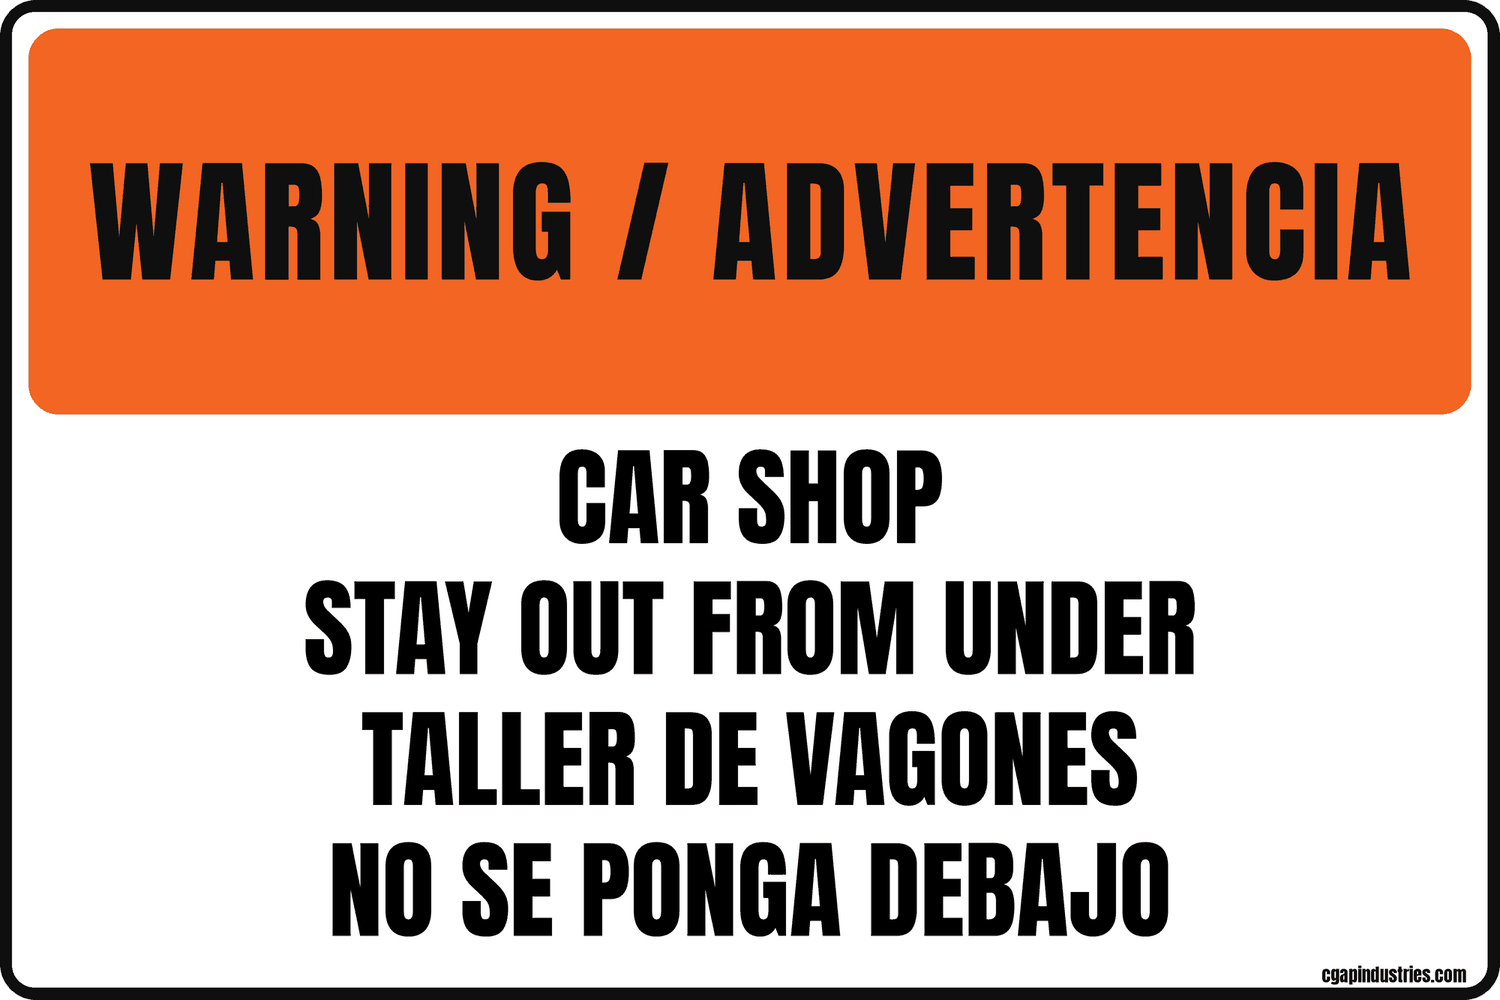 WARNING / ADVERTENCIA
CAR SHOP
STAY OUT FROM UNDER
TALLER DE VAGONES
NO SE PONGA DEBAJO
cgapindustries.com